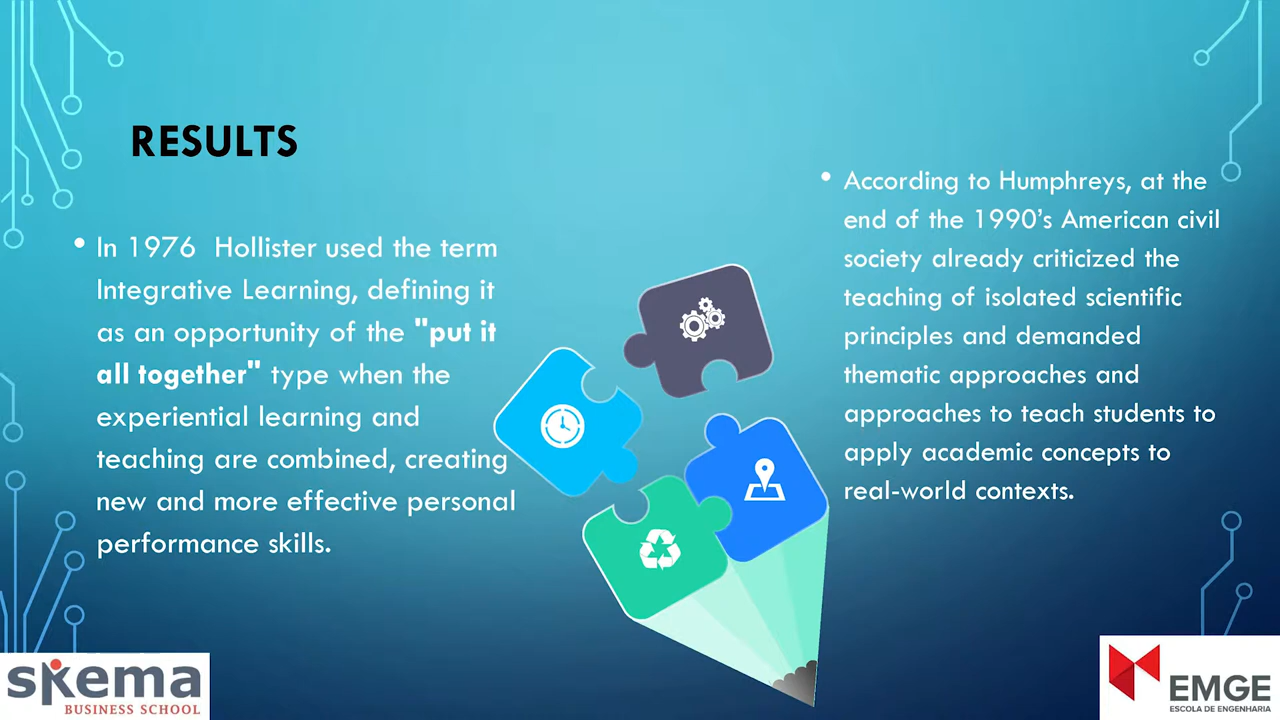 RESULTS
• In 1976  Hollister used the term
Integrative Learning, defining it
as an opportunity of the "put it
all together" type when the
experiential learning and
teaching are combined, creating
new and more effective personal
performance skills.
• According to Humphreys, at the
end of the 1990’s American civil
society already criticized the
teaching of isolated scientific
principles and demanded
thematic approaches and
approaches to teach students to
apply academic concepts to
real-world contexts.
skema
BUSINESS SCHOOL
EMGE
ESCOLA DE ENGENHARIA